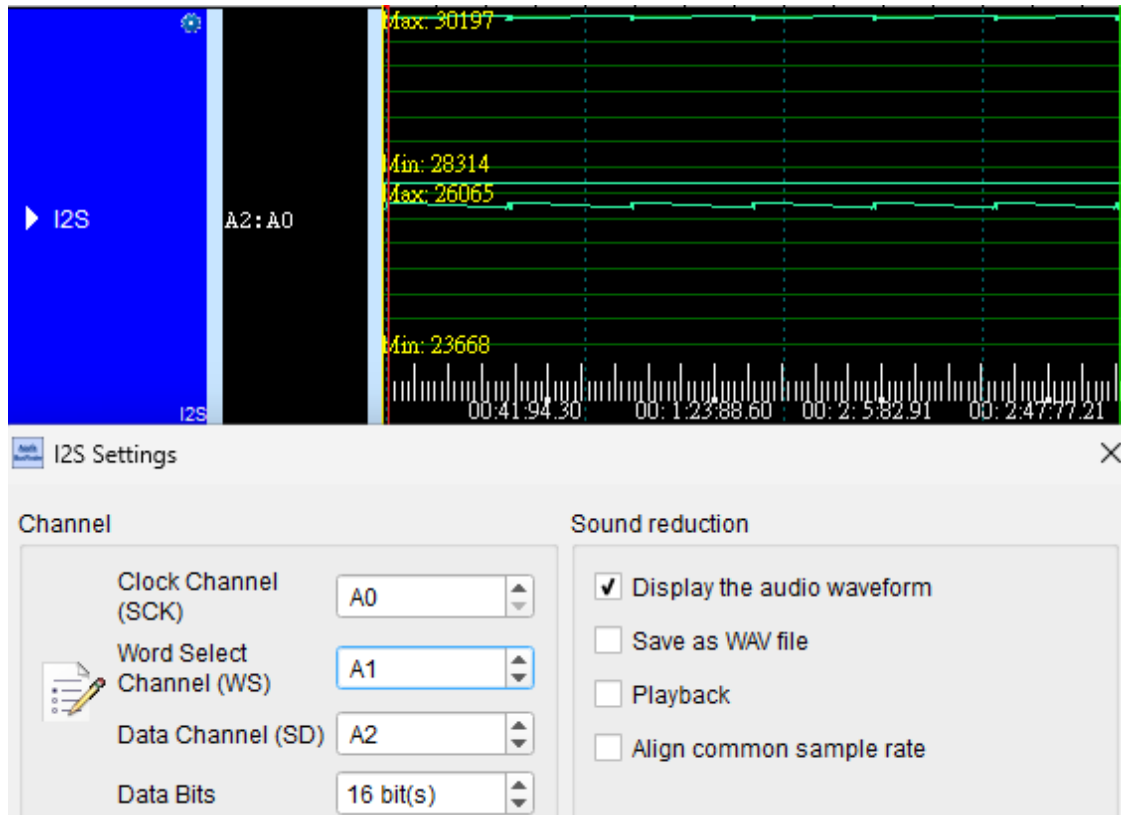 Max: 30197
Min: 28314
Max: 26065
I2S
A2:A0
Min: 23668
I2S
00:41:94.30
00: 1:23:88.60
00: 2: 5:82.91
00: 2:47:77.21
I2S Settings
Channel
Clock Channel
(SCK)
A0
Word Select
Channel (WS)
A1
Data Channel (SD)
A2
Data Bits
16 bit(s)
Sound reduction
Display the audio waveform
Save as WAV file
Playback
Align common sample rate